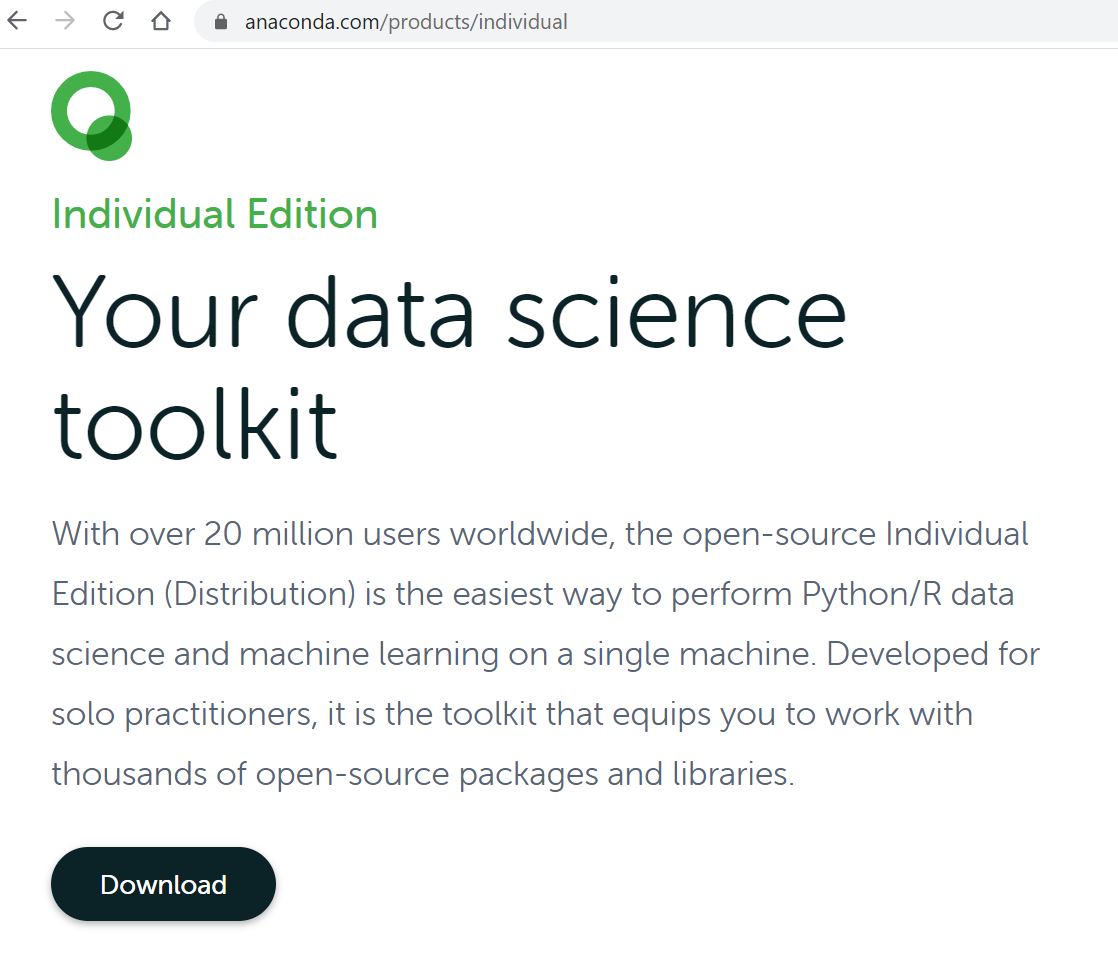 anaconda.com/products/individual
Individual Edition
Your data science
toolkit
With over 20 million users worldwide, the open-source Individual
Edition (Distribution) is the easiest way to perform Python/R data
science and machine learning on a single machine. Developed for
solo practitioners, it is the toolkit that equips you to work with
thousands of open-source packages and libraries.
Download